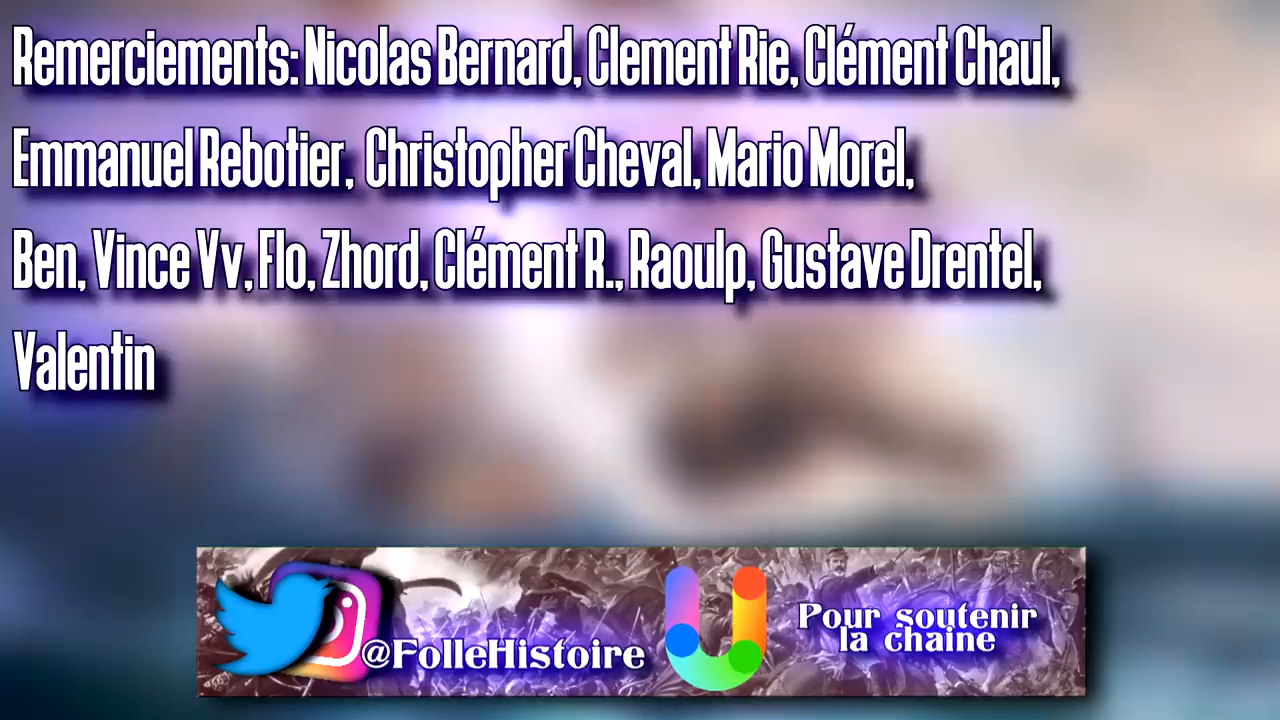 Remerciements: Nicolas Bernard, Clement Rie, Clément Chaul,
Emmanuel Rebotier, Christopher Cheval, Mario Morel,
Ben, Vince Vv, Flo, Zhord, Clément R.., Raoulp, Gustave Drentel,
Valentin
@FolleHistoire
Pour soutenir
la chaine